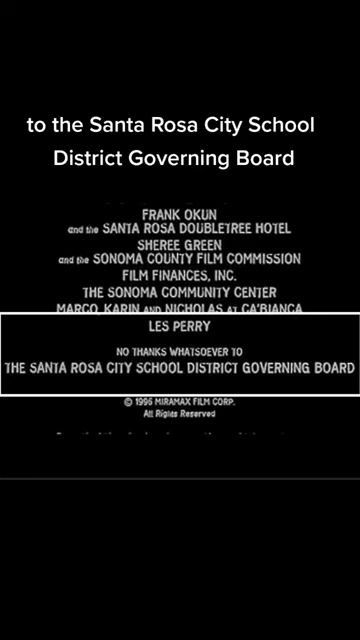 to the Santa Rosa City School
District Governing Board
FRANK OKUN
and the SANTA ROSA DOUBLETREE HOTEL
SHEREE GREEN
and the SONOMA COUNTY FILM COMMISSION
FILM FINANCES, INC.
THE SONOMA COMMUNITY CENTER
MARCO, KARIN AND NICHOLAS AT CA'BIANCA
LES PERRY
NO THANKS WHATSOEVER TO
THE SANTA ROSA CITY SCHOOL DISTRICT GOVERNING BOARD
© 1996 MIRAMAX FILM CORP.
All Rights Reserved